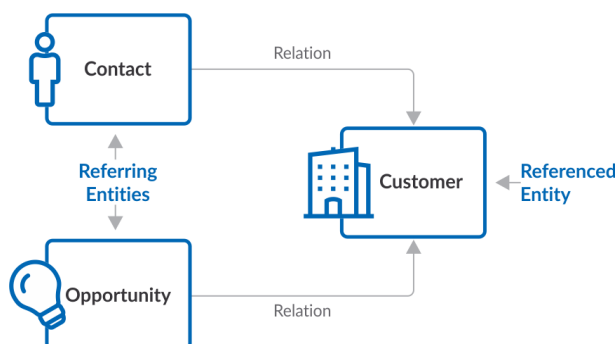 Contact
Relation
Referring
Entities
Customer
Referenced
Entity
Opportunity
Relation